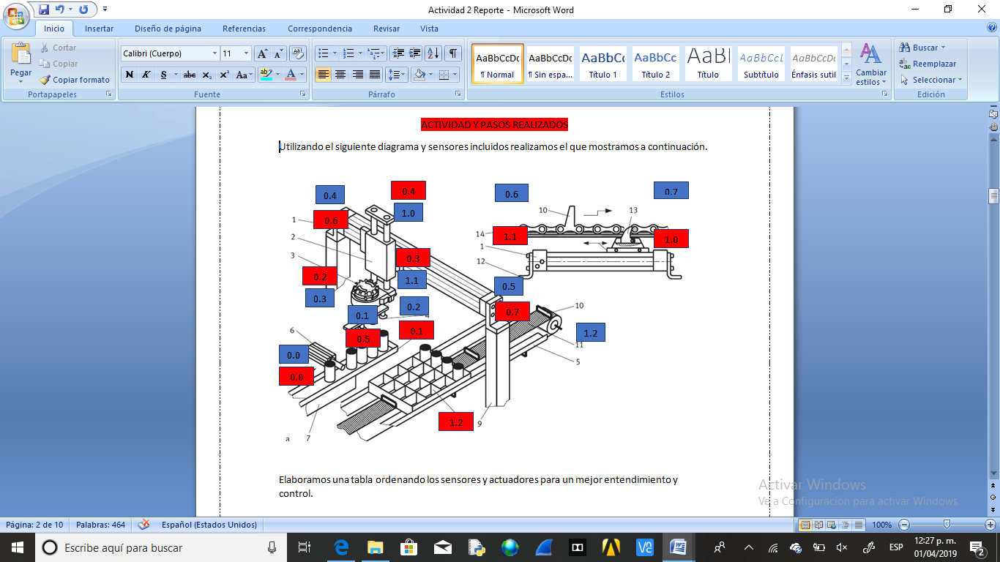 Actividad 2 Reporte - Microsoft Word
Inicio Insertar Diseño de página Referencias Correspondencia Revisar Vista
Pegar
Cortar
Copiar
Copiar formato
Portapapeles
Calibri (Cuerpo) 11
N K S abc x₂ x² Aa
Fuente
Párrafo
AaBbCcDc AaBbCcDc AaBbCc AaBbCc AaBl AaBbCcL AaBbCcDc
¶ Normal ¶ Sin espa... Título 1 Título 2 Título Subtítulo Énfasis sutil
Cambiar
estilos
Estilos
Buscar
Reemplazar
Seleccionar
Edición
ACTIVIDAD Y PASOS REALIZADOS
Utilizando el siguiente diagrama y sensores incluidos realizamos el que mostramos a continuación.
0.4 0.4 0.6 0.7
1 0.6 1.0 10 13
2 14 1.1 1.0
3 0.3 1
0.2 1.1 12
0.3 0.5
0.1 0.2 4 0.7 10
6 0.5 0.1 1.2
0.0 11
0.0 5
1.2 9
a 7
Elaboramos una tabla ordenando los sensores y actuadores para un mejor entendimiento y
control.
Activar Windows
Ve a Configuración para activar Windows.
Página: 2 de 10 Palabras: 464 Español (Estados Unidos) 100%
Escribe aquí para buscar
ESP
12:27 p. m.
01/04/2019
2